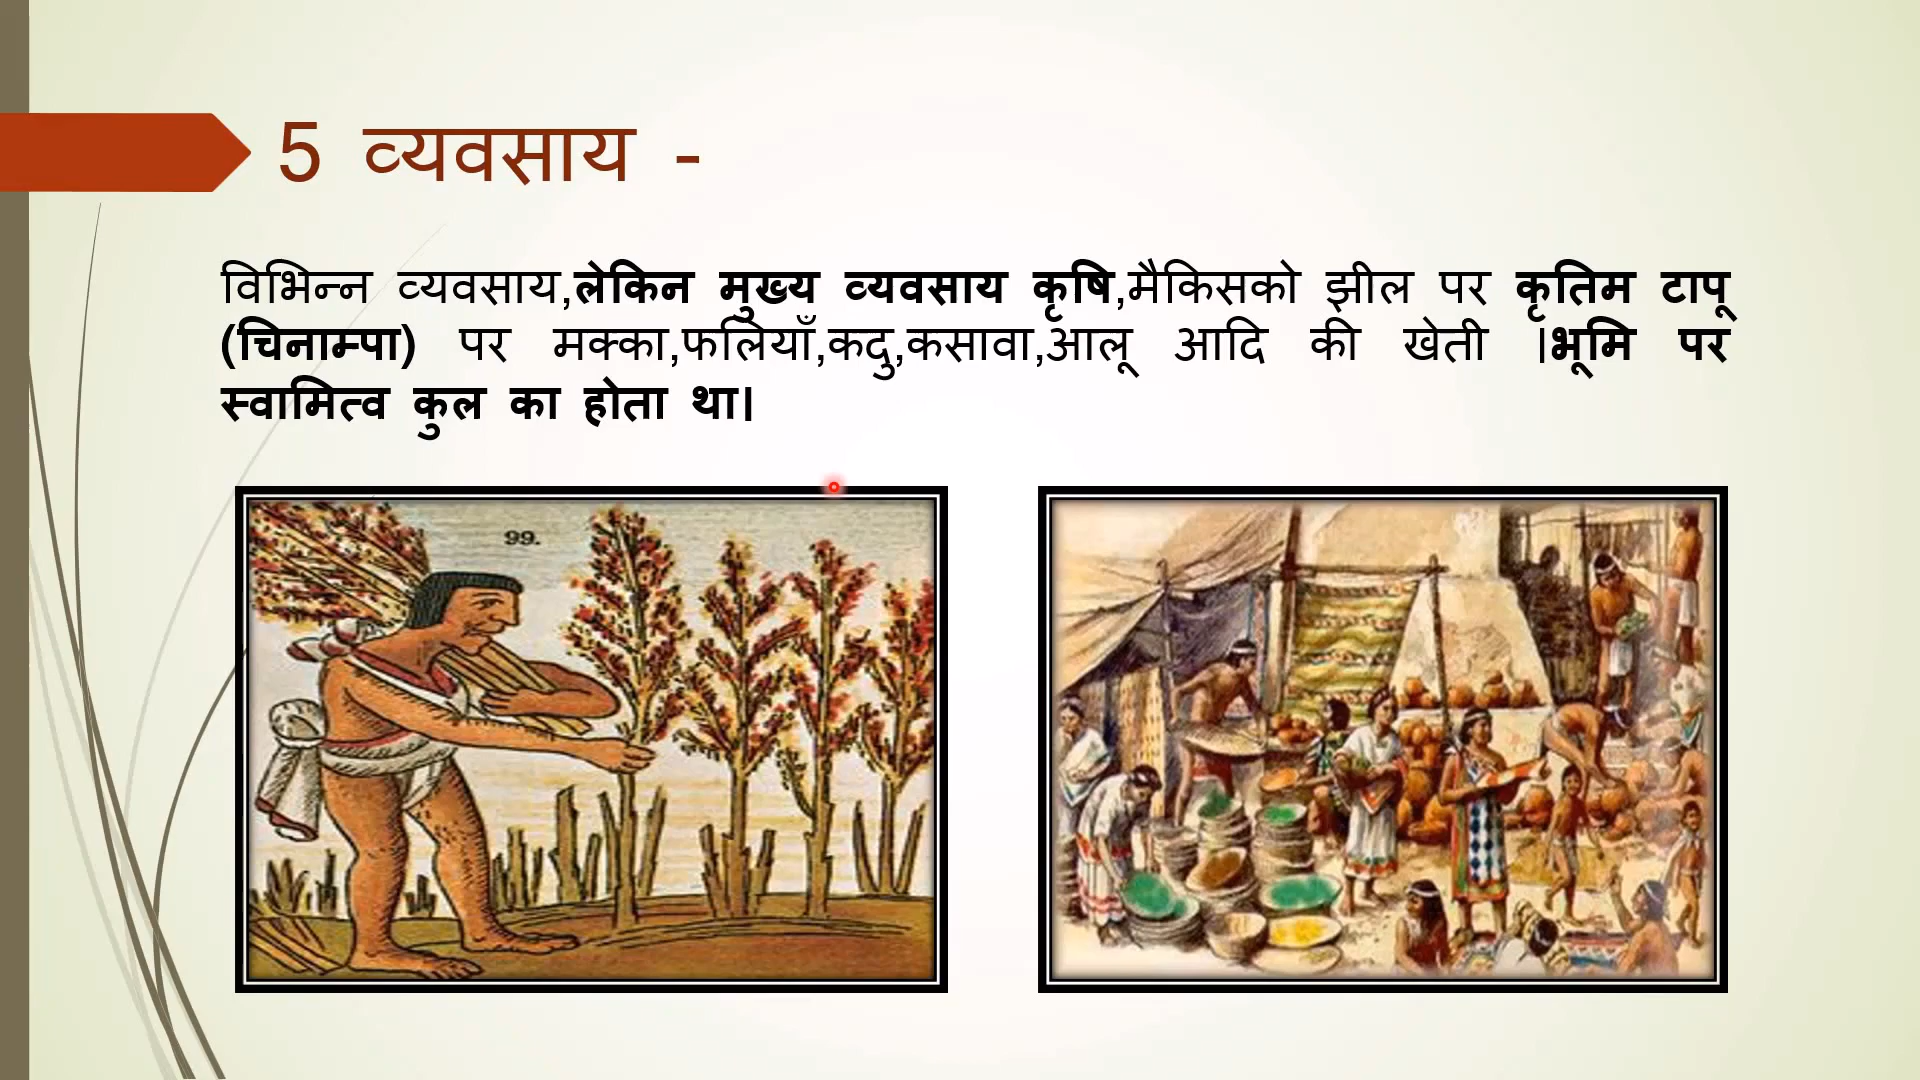 5 व्यवसाय -
विभिन्न व्यवसाय,लेकिन मुख्य व्यवसाय कृषि,मैकिसको झील पर कृतिम टापू
(चिनाम्पा) पर मक्का,फलियाँ,कदु,कसावा,आलू आदि की खेती ।भूमि पर
स्वामित्व कुल का होता था।
99.